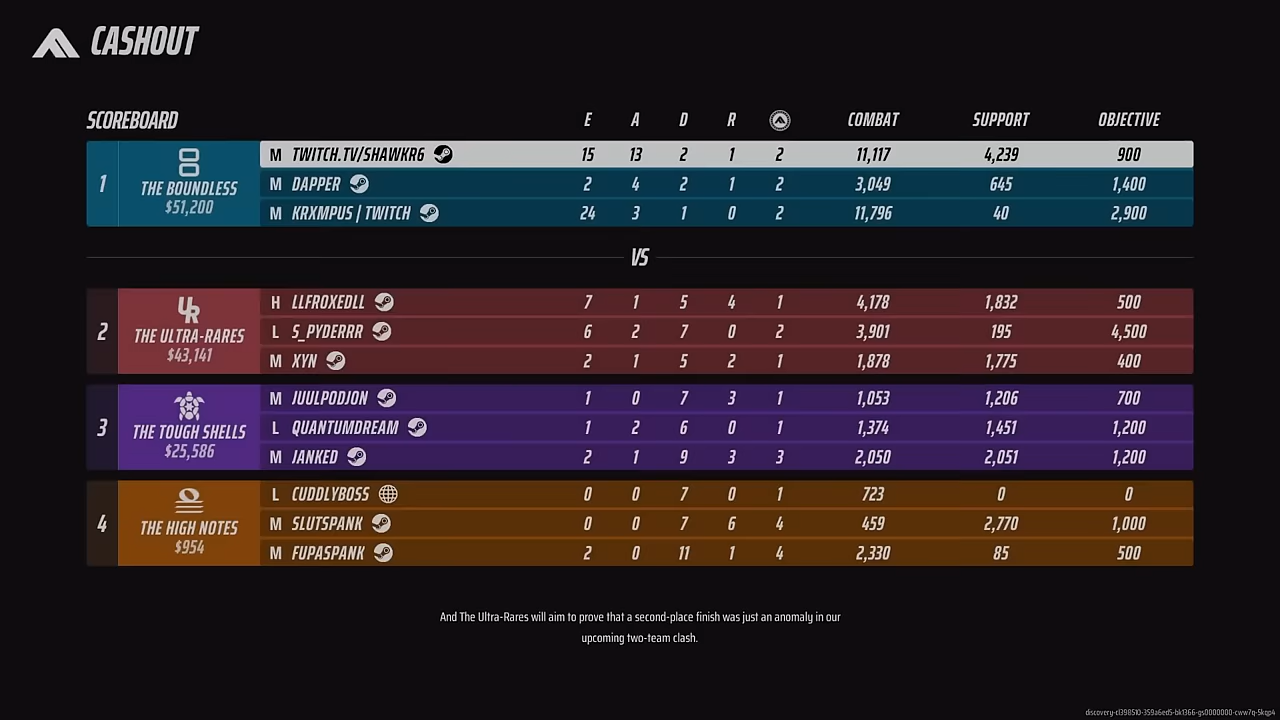 CASHOUT
SCOREBOARD E A D R COMBAT SUPPORT OBJECTIVE
1 THE BOUNDLESS $51,200
M TWITCH.TV/SHAWKR6 15 13 2 1 2 11,117 4,239 900
M DAPPER 2 4 2 1 2 3,049 645 1,400
M KRXMPUS | TWITCH 24 3 1 0 2 11,796 40 2,900
VS
2 UR THE ULTRA-RARES $43,141
H LLFROXEDLL 7 1 5 4 1 4,178 1,832 500
L S_PYDERRR 6 2 7 0 2 3,901 195 4,500
M XYN 2 1 5 2 1 1,878 1,775 400
3 THE TOUGH SHELLS $25,586
M JUULPODJON 1 0 7 3 1 1,053 1,206 700
L QUANTUMDREAM 1 2 6 0 1 1,374 1,451 1,200
M JANKED 2 1 9 3 3 2,050 2,051 1,200
4 THE HIGH NOTES $954
L CUDDLYBOSS 0 0 7 0 1 723 0 0
M SLUTSPANK 0 0 7 6 4 459 2,770 1,000
M FUPASPANK 2 0 11 1 4 2,330 85 500
And The Ultra-Rares will aim to prove that a second-place finish was just an anomaly in our
upcoming two-team clash.